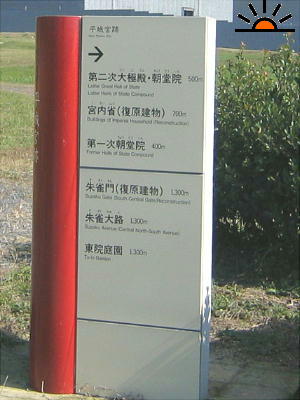 平城宮跡
Nara Palace Site
第二次大極殿・朝堂院 500m
Latter Great Hall of State
Latter Halls of State Compound
宮内省(復原建物) 700m
Buildings of Imperial Household (Reconstruction)
第一次朝堂院 400m
Former Halls of State Compound
朱雀門(復原建物) 1,300m
Suzaku Gate (South Central Gate/Reconstruction)
朱雀大路 1,300m
Suzaku Avenue (Central North-South Avenue)
東院庭園 1,300m
To-in Garden